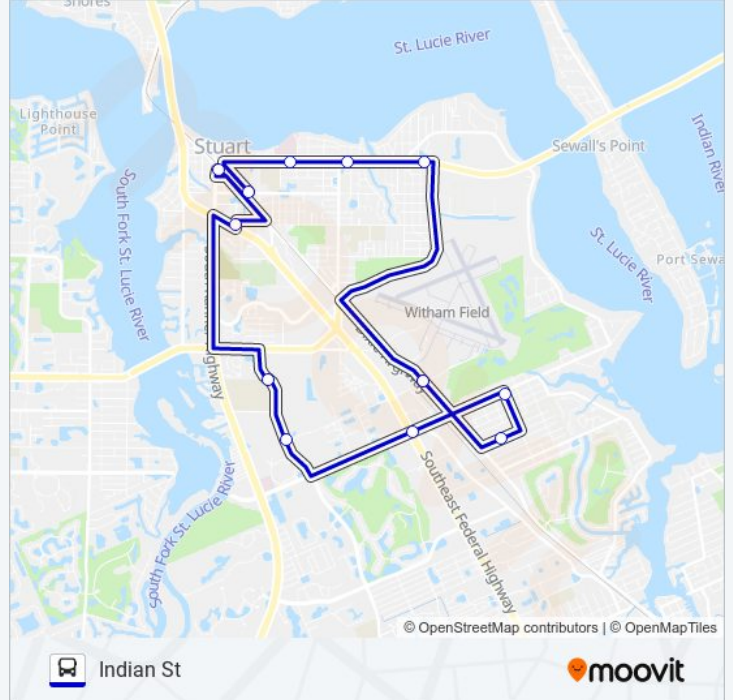 Shores
St. Lucie River
Lighthouse
Point
Stuart
Sewall's Point
Indian River
South Fork St. Lucie River
St. Lucie River
Port Sewa
Witham Field
Highway
Highway
South Fork St. Lucie River
Southeast Federal Highway
© OpenStreetMap contributors | © OpenMapTiles
Indian St
moovit